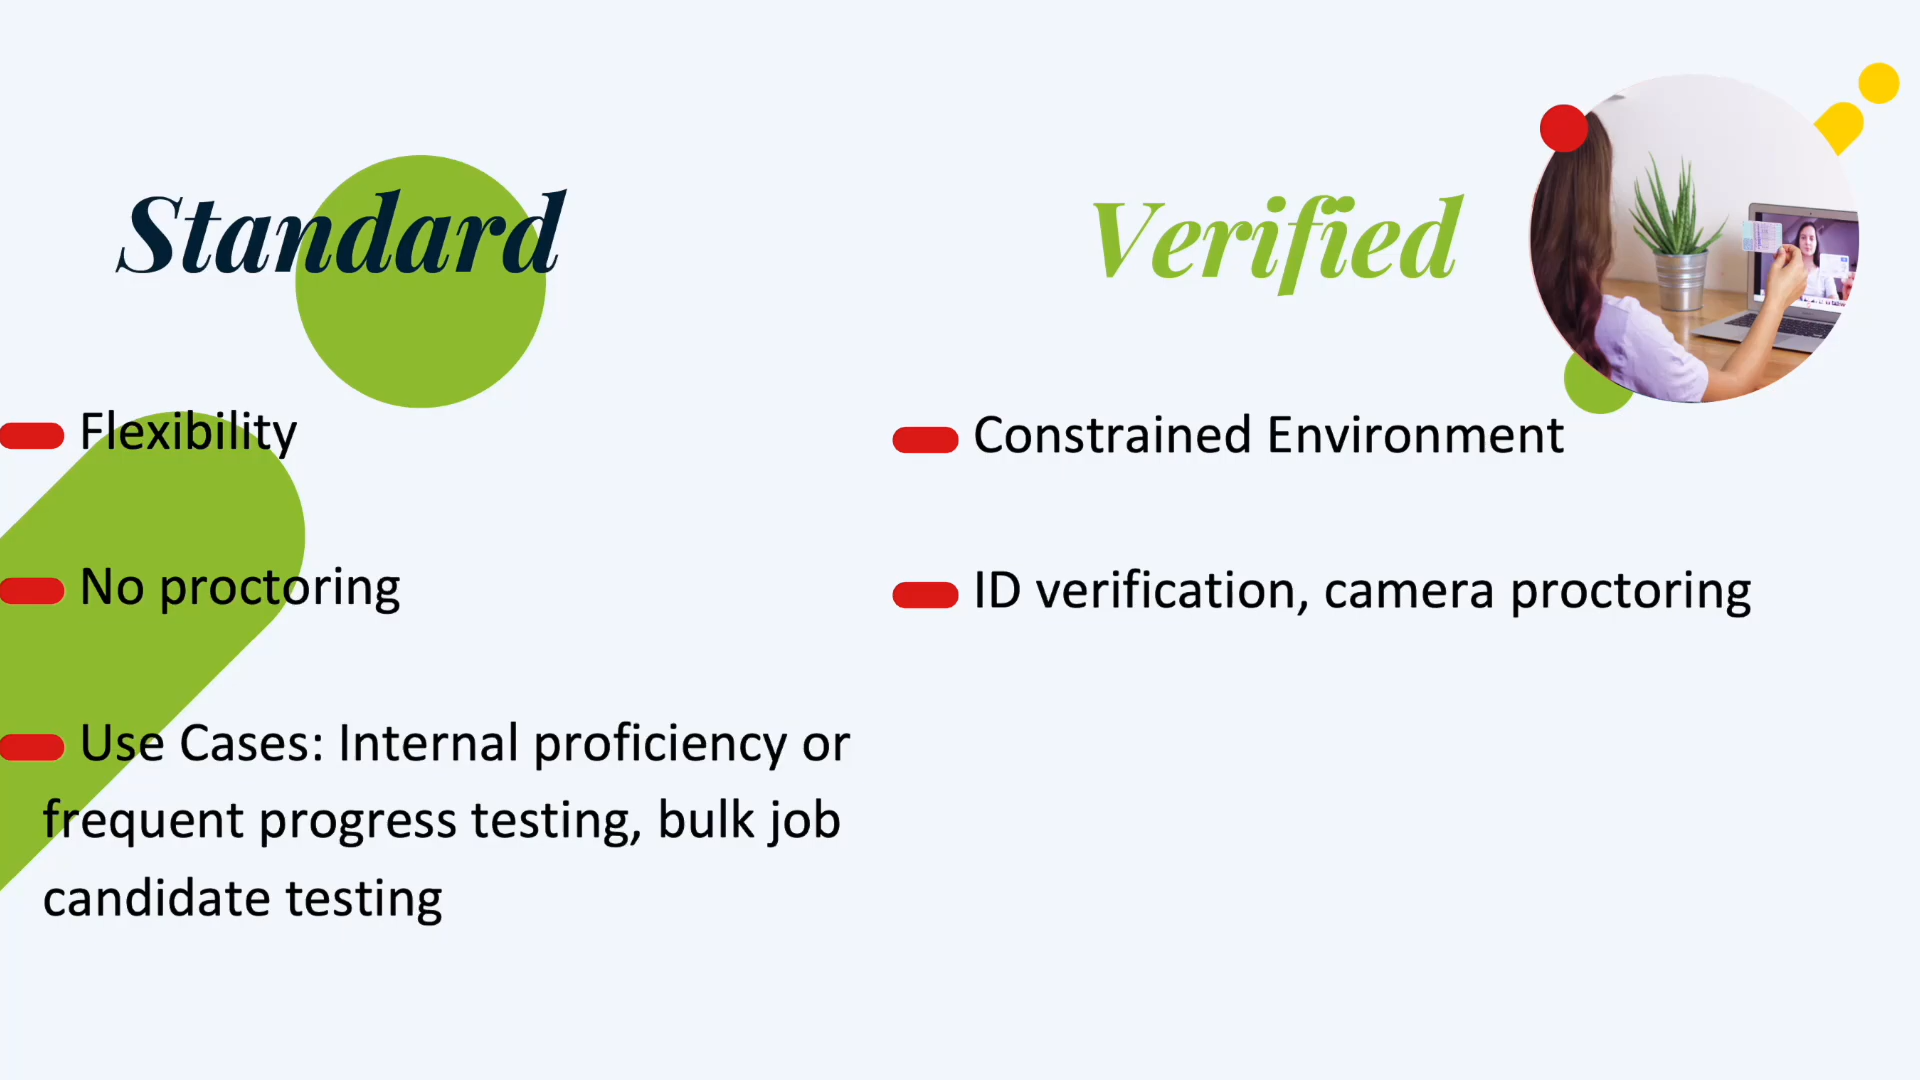 Standard
Flexibility
No proctoring
Use Cases: Internal proficiency or
frequent progress testing, bulk job
candidate testing
Verified
Constrained Environment
ID verification, camera proctoring